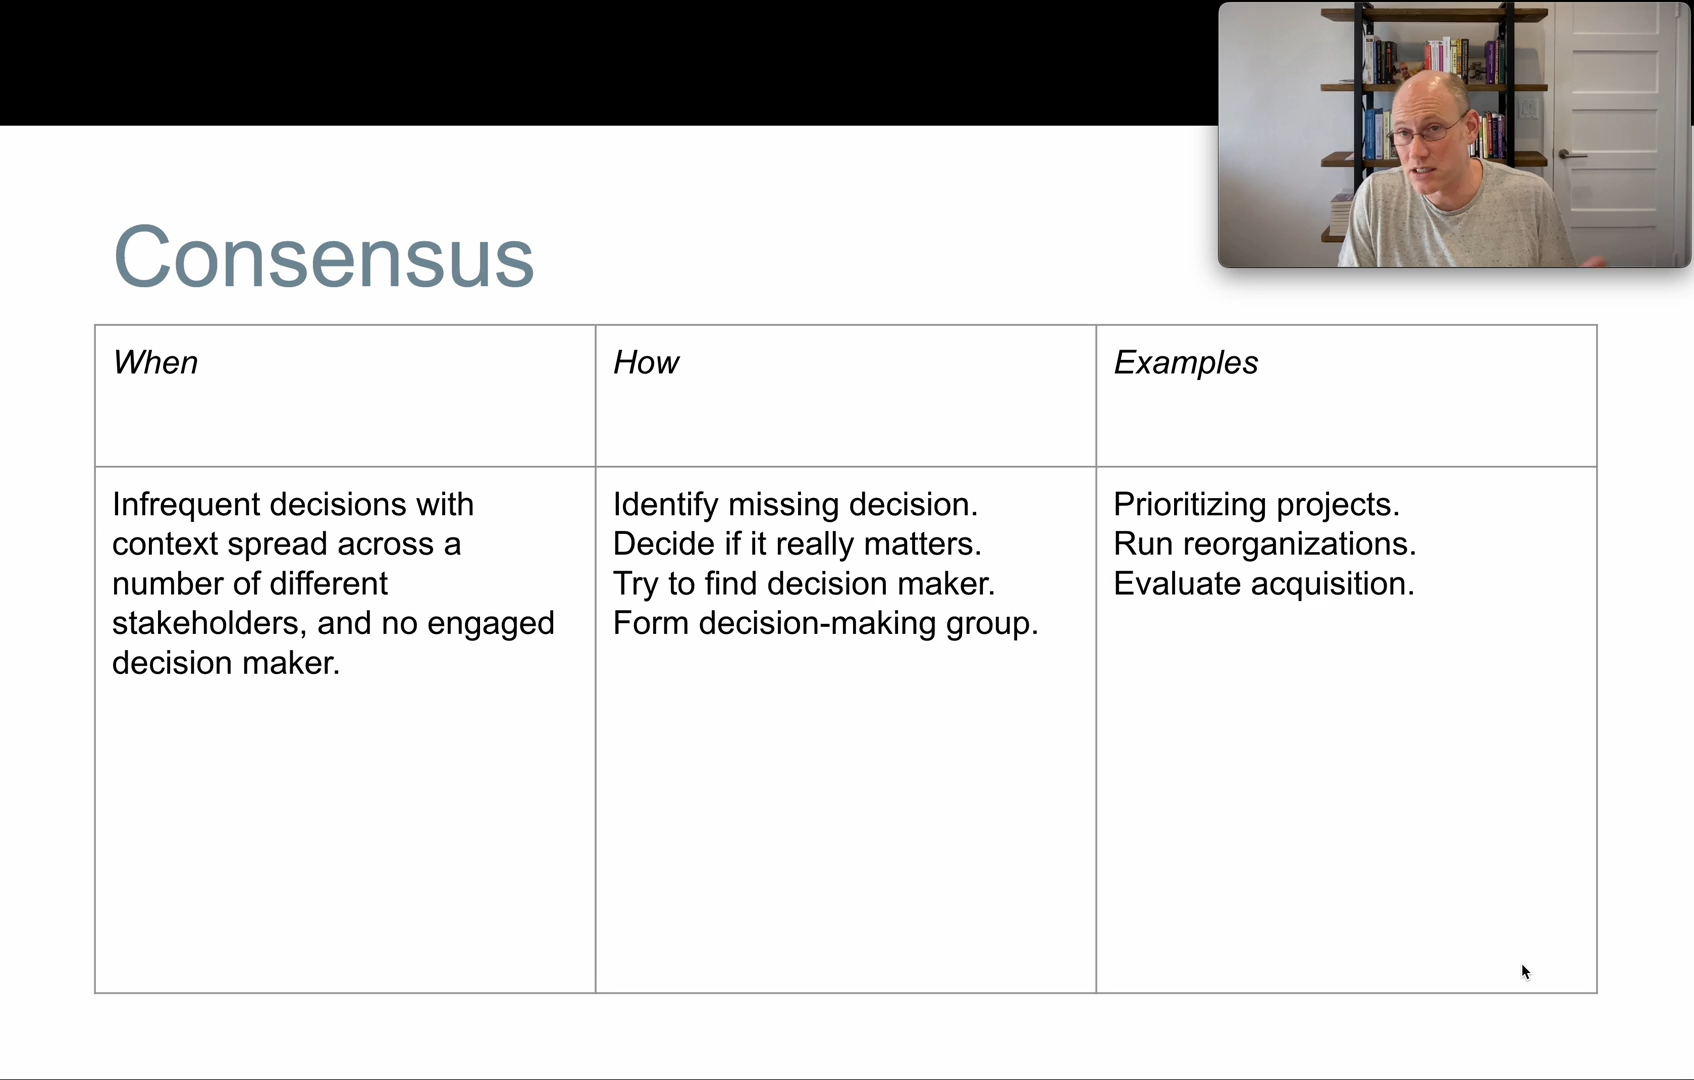 Consensus
When
How
Examples
Infrequent decisions with
context spread across a
number of different
stakeholders, and no engaged
decision maker.
Identify missing decision.
Decide if it really matters.
Try to find decision maker.
Form decision-making group.
Prioritizing projects.
Run reorganizations.
Evaluate acquisition.